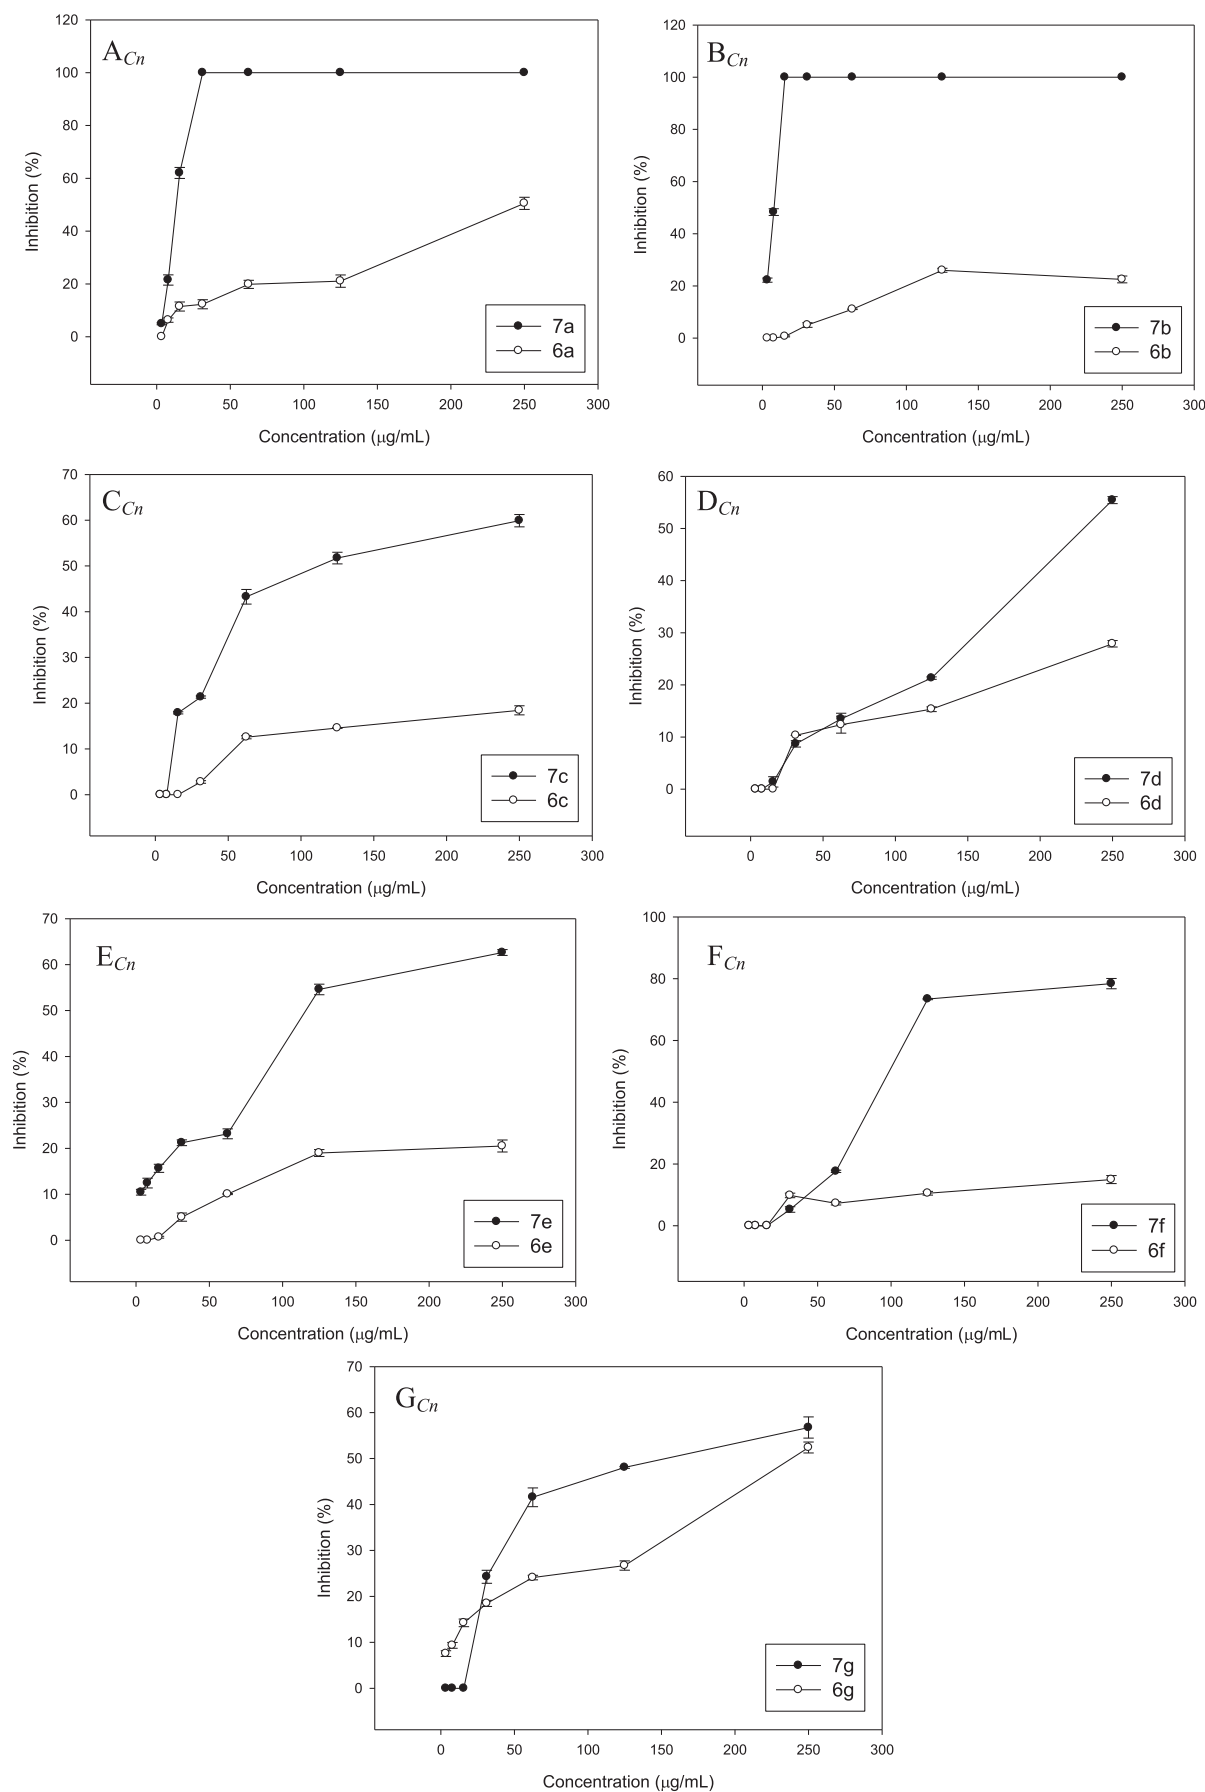 A_Cn
120
100
80
60
40
20
0
Inhibition (%)
7a
6a
0 50 100 150 200 250 300
Concentration (μg/mL)
B_Cn
120
100
80
60
40
20
0
Inhibition (%)
7b
6b
0 50 100 150 200 250 300
Concentration (μg/mL)
C_Cn
70
60
50
40
30
20
10
0
Inhibition (%)
7c
6c
0 50 100 150 200 250 300
Concentration (μg/mL)
D_Cn
60
50
40
30
20
10
0
Inhibition (%)
7d
6d
0 50 100 150 200 250 300
Concentration (μg/mL)
E_Cn
70
60
50
40
30
20
10
0
Inhibition (%)
7e
6e
0 50 100 150 200 250 300
Concentration (μg/mL)
F_Cn
100
80
60
40
20
0
Inhibition (%)
7f
6f
0 50 100 150 200 250 300
Concentration (μg/mL)
G_Cn
70
60
50
40
30
20
10
0
Inhibition (%)
7g
6g
0 50 100 150 200 250 300
Concentration (μg/mL)